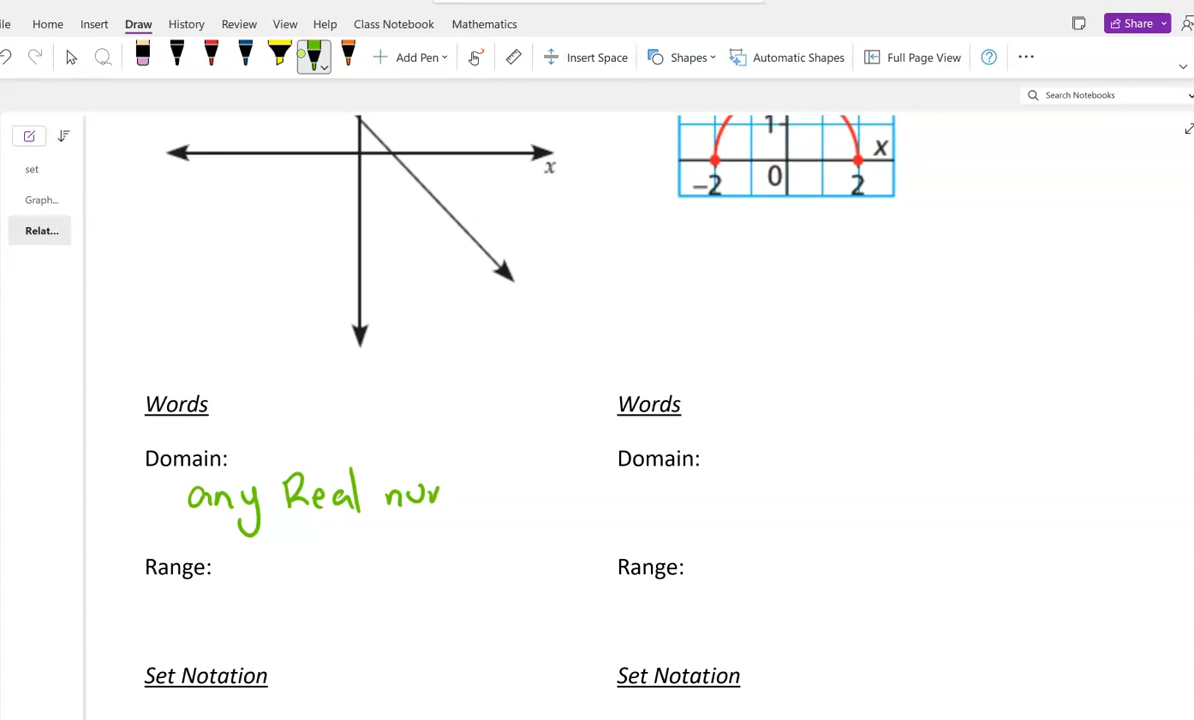 ile Home Insert Draw History Review View Help Class Notebook Mathematics Share
Add Pen Insert Space Shapes Automatic Shapes Full Page View
Search Notebooks
set
Graph...
Relat...
x
1
x
-2 0 2
Words Words
Domain: Domain:
any Real nur
Range: Range:
Set Notation Set Notation